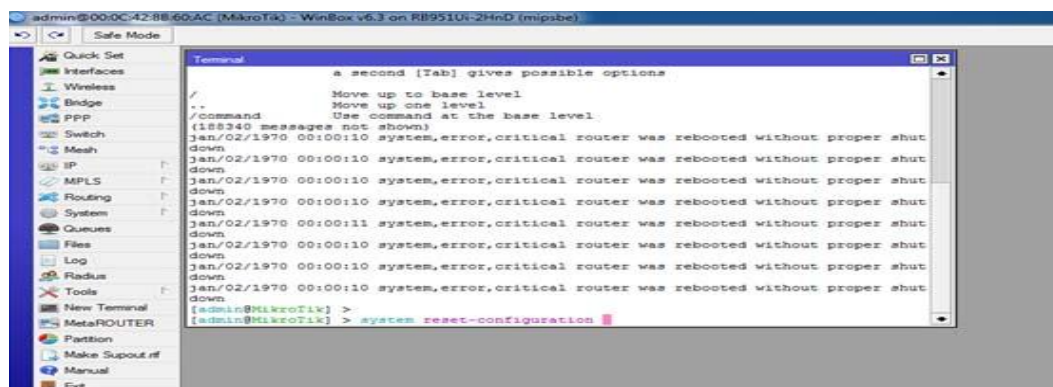 admin@00:0C:42:88:60:AC (MikroTik) - WinBox v6.3 on RB951Ui-2HnD (mipsbe)
Safe Mode
Quick Set
Interfaces
Wireless
Bridge
PPP
Switch
Mesh
IP
MPLS
Routing
System
Queues
Files
Log
Radius
Tools
New Terminal
MetaROUTER
Partition
Make Supout.rif
Manual
Exit
Terminal
a second [Tab] gives possible options
/ Move up to base level
.. Move up one level
/command Use command at the base level
(188340 messages not shown)
jan/02/1970 00:00:10 system,error,critical router was rebooted without proper shut
down
jan/02/1970 00:00:10 system,error,critical router was rebooted without proper shut
down
jan/02/1970 00:00:10 system,error,critical router was rebooted without proper shut
down
jan/02/1970 00:00:10 system,error,critical router was rebooted without proper shut
down
jan/02/1970 00:00:11 system,error,critical router was rebooted without proper shut
down
jan/02/1970 00:00:10 system,error,critical router was rebooted without proper shut
down
jan/02/1970 00:00:10 system,error,critical router was rebooted without proper shut
down
jan/02/1970 00:00:10 system,error,critical router was rebooted without proper shut
down
[admin@MikroTik] >
[admin@MikroTik] > system reset-configuration